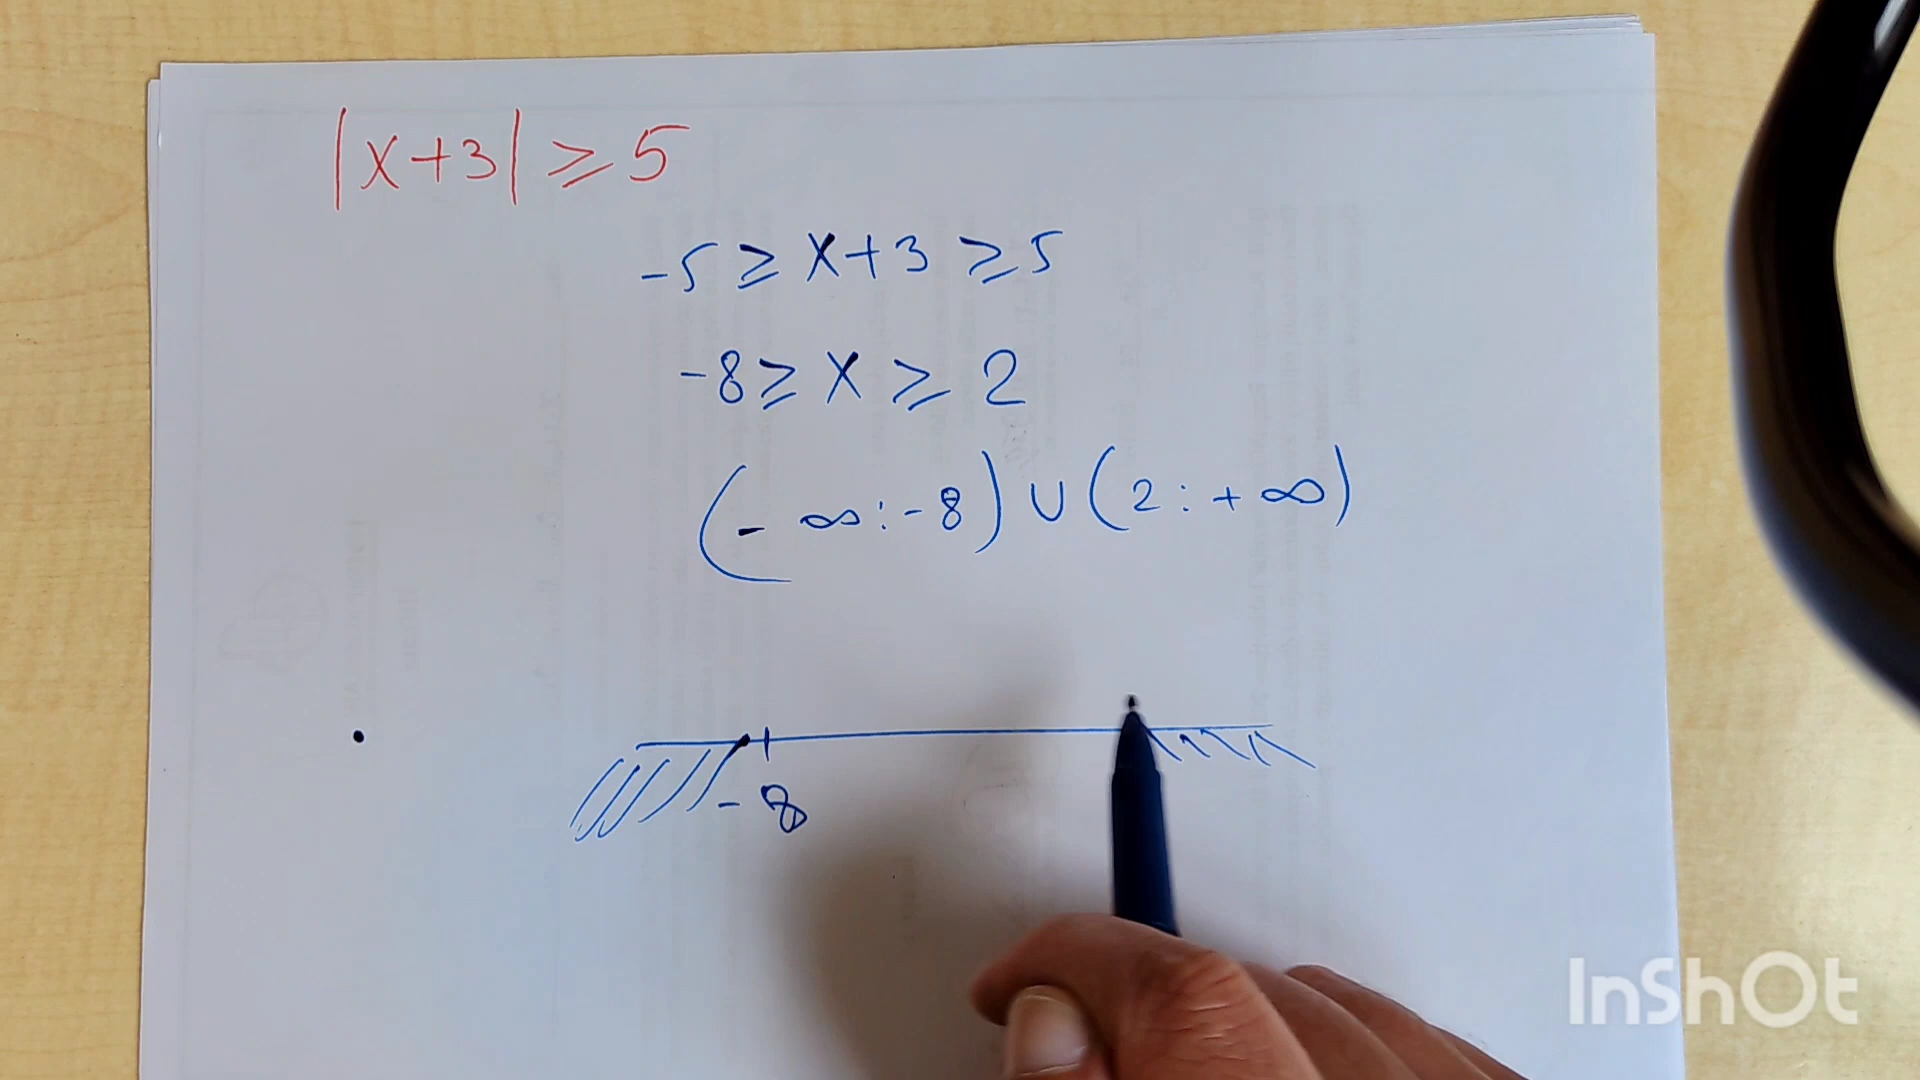 |x+3| ⩾ 5
-5 ⩾ x+3 ⩾ 5
-8 ⩾ x ⩾ 2
(- ∞ : -8) ∪ (2 : + ∞)
-8
InShOt